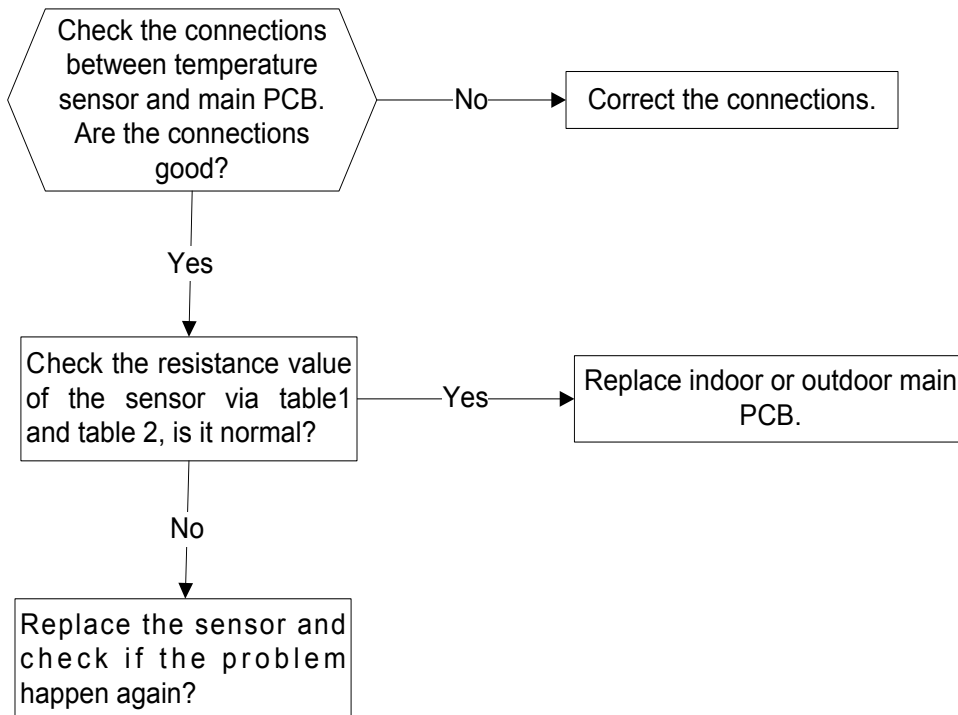 Check the connections
between temperature
sensor and main PCB.
Are the connections
good?
No
Correct the connections.
Yes
Check the resistance value
of the sensor via table1
and table 2, is it normal?
Yes
Replace indoor or outdoor main
PCB.
No
Replace the sensor and
check if the problem
happen again?